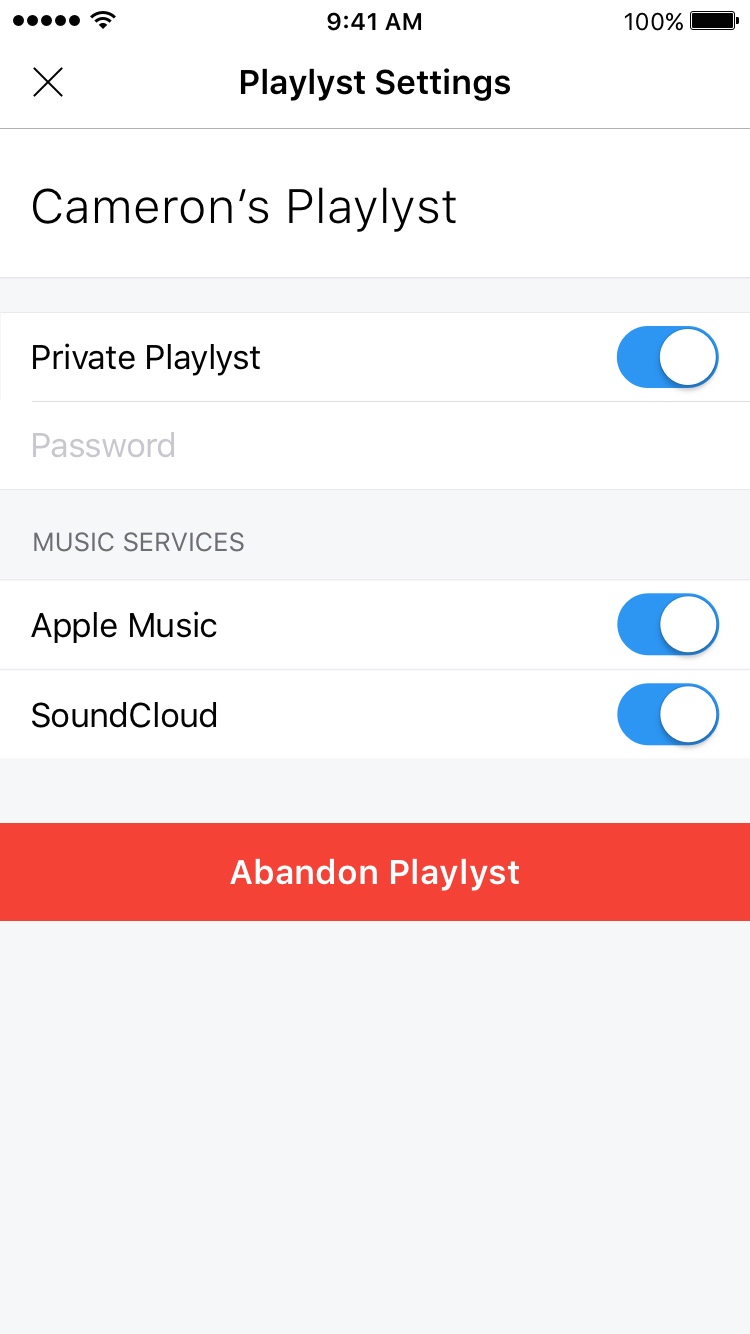 9:41 AM
100%
Playlyst Settings
Cameron’s Playlyst
Private Playlyst
Password
MUSIC SERVICES
Apple Music
SoundCloud
Abandon Playlyst